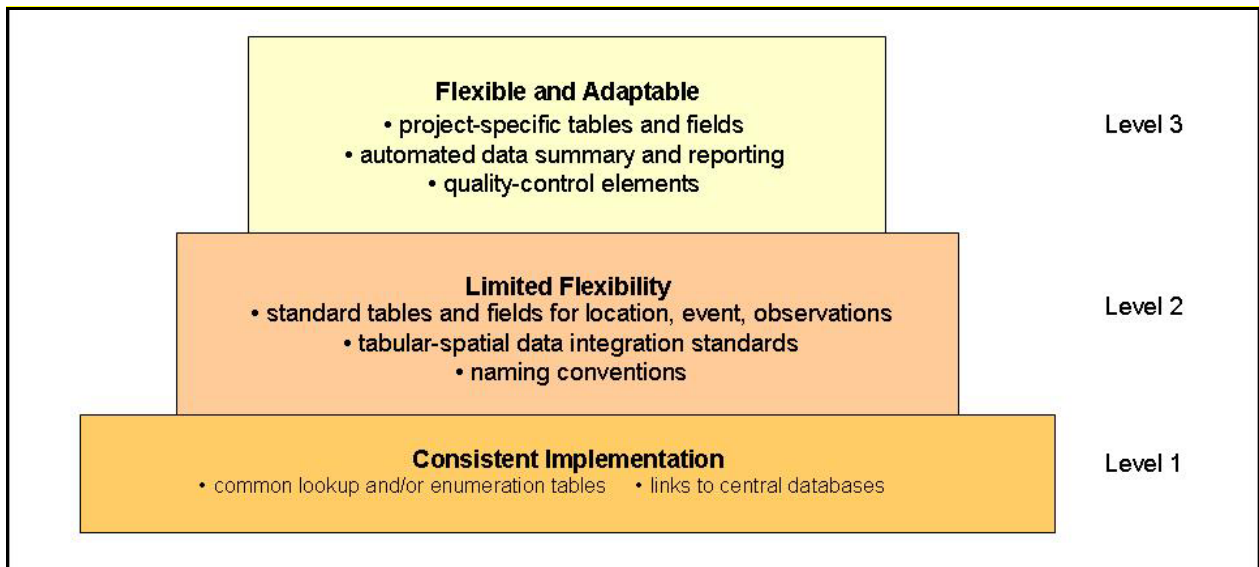 Flexible and Adaptable
• project-specific tables and fields
• automated data summary and reporting
• quality-control elements
Level 3
Limited Flexibility
• standard tables and fields for location, event, observations
• tabular-spatial data integration standards
• naming conventions
Level 2
Consistent Implementation
• common lookup and/or enumeration tables • links to central databases
Level 1